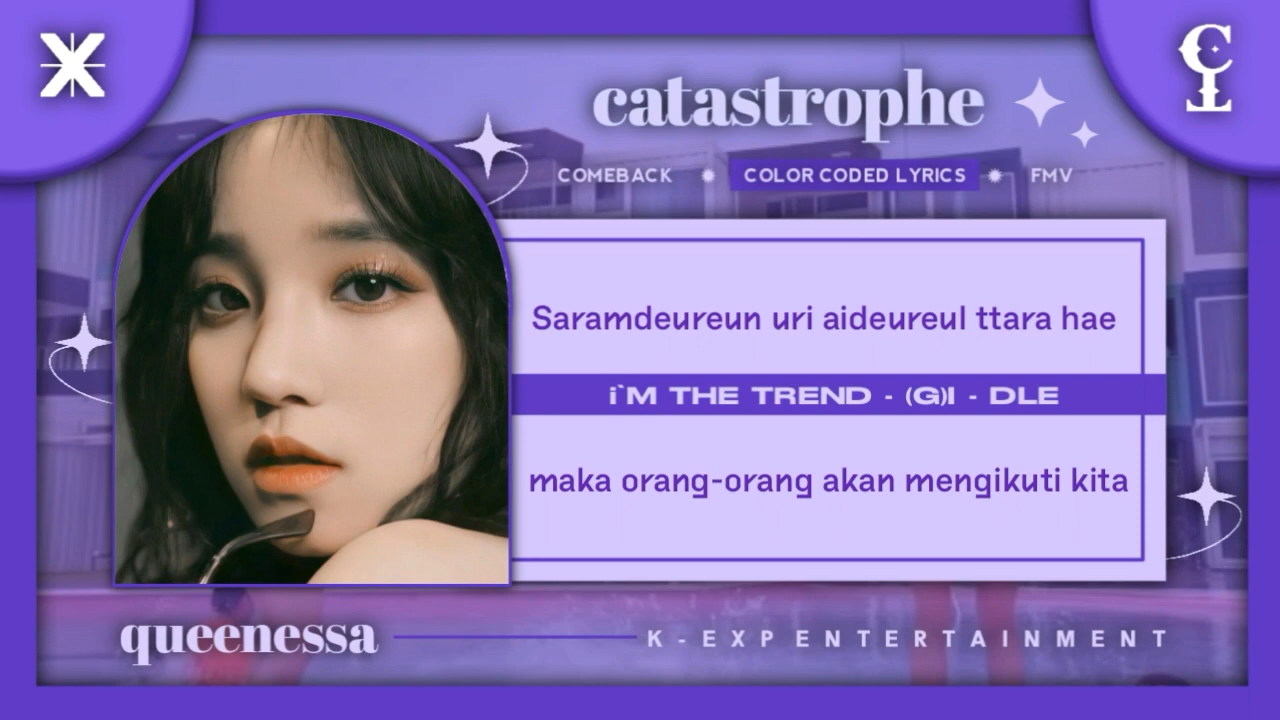 catastrophe
COMEBACK
COLOR CODED LYRICS
FMV
Saramdeureun uri aideureul ttara hae
i`M THE TREND - (G)I - DLE
maka orang-orang akan mengikuti kita
queenessa
K-EXP ENTERTAINMENT